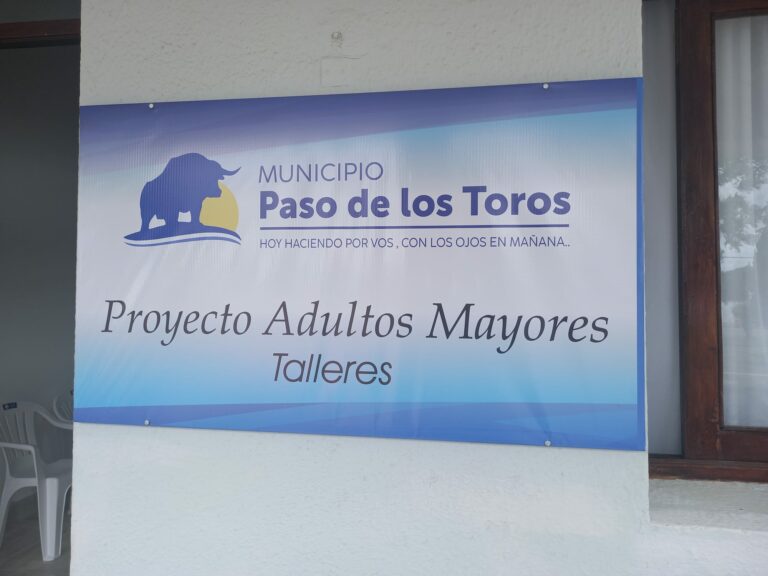 MUNICIPIO
Paso de los Toros
HOY HACIENDO POR VOS , CON LOS OJOS EN MAÑANA..
Proyecto Adultos Mayores
Talleres